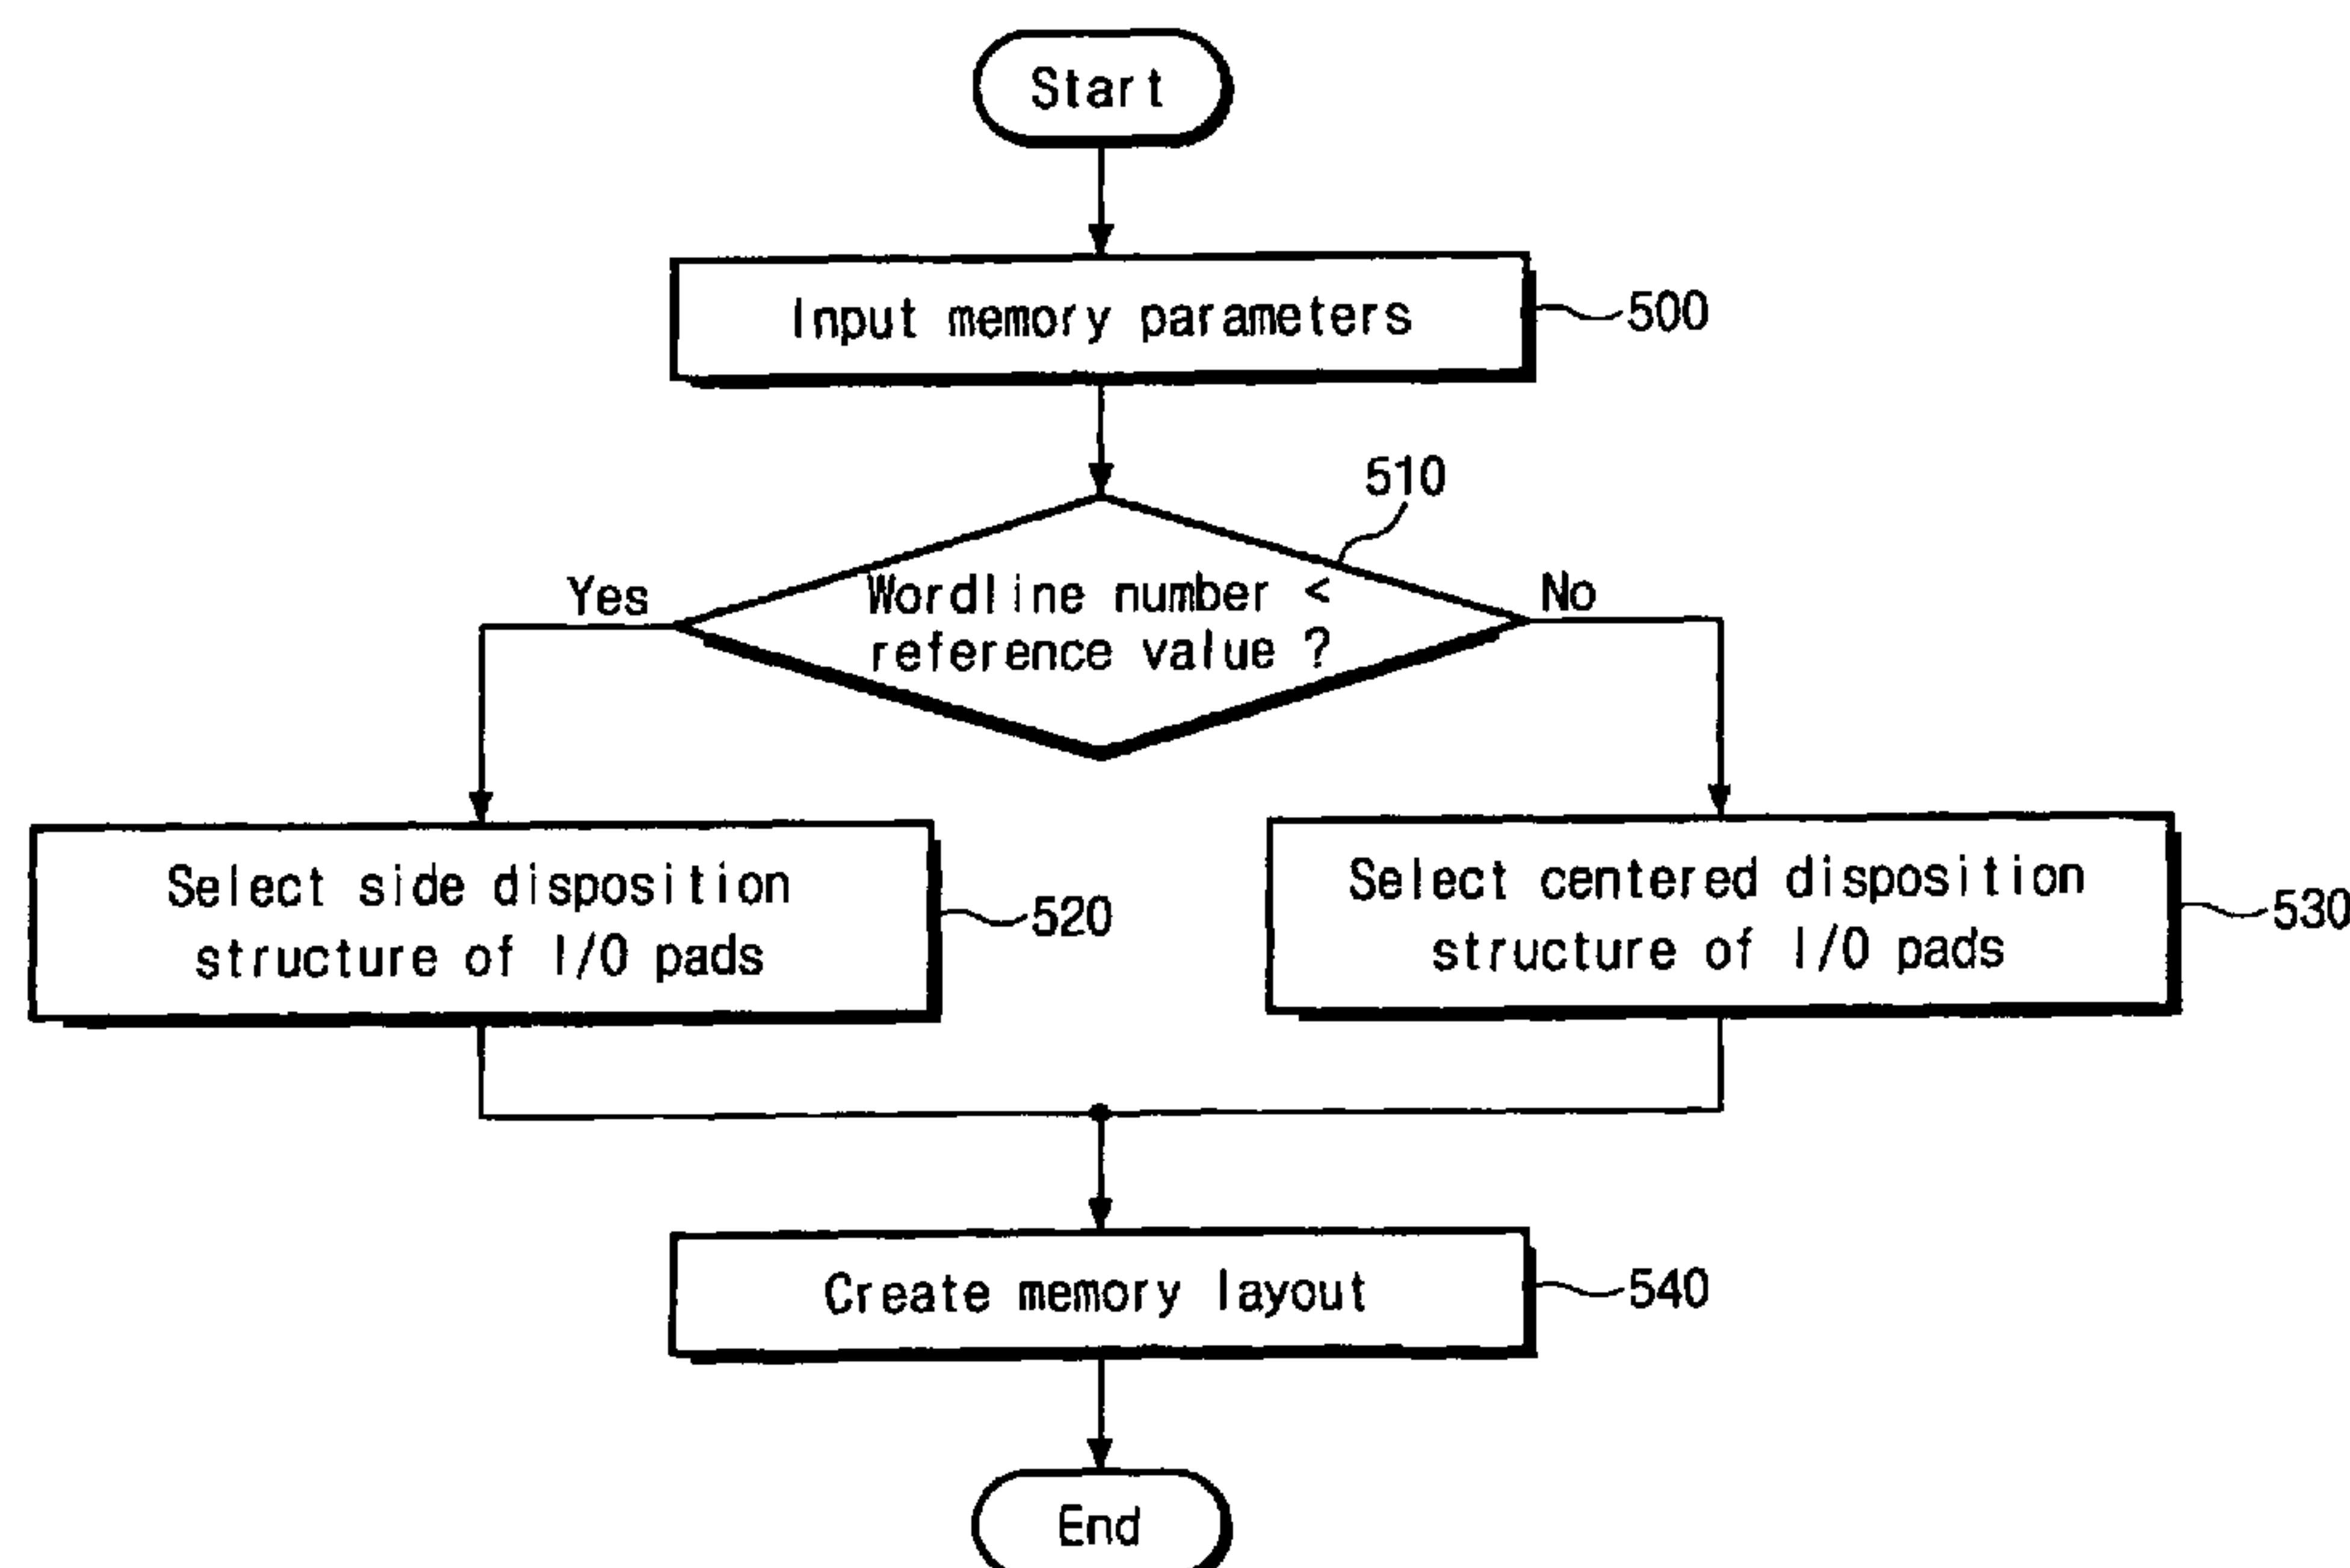 Start
Input memory parameters
500
510
Yes
Wordline number <
reference value ?
No
Select side disposition
structure of I/O pads
520
Select centered disposition
structure of I/O pads
530
Create memory layout
540
End